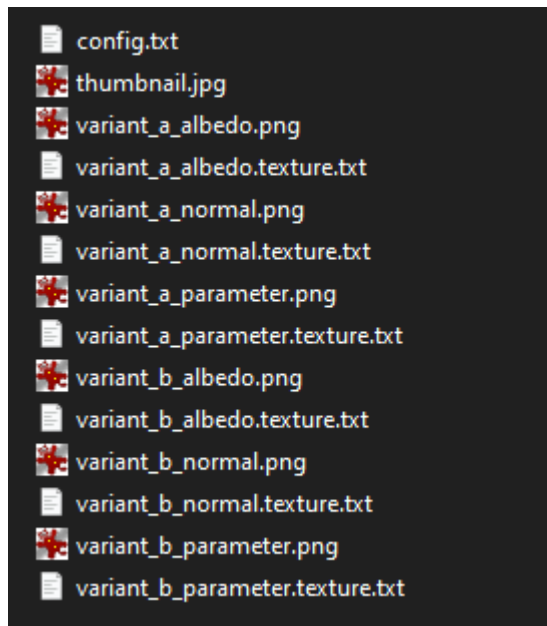 config.txt
thumbnail.jpg
variant_a_albedo.png
variant_a_albedo.texture.txt
variant_a_normal.png
variant_a_normal.texture.txt
variant_a_parameter.png
variant_a_parameter.texture.txt
variant_b_albedo.png
variant_b_albedo.texture.txt
variant_b_normal.png
variant_b_normal.texture.txt
variant_b_parameter.png
variant_b_parameter.texture.txt